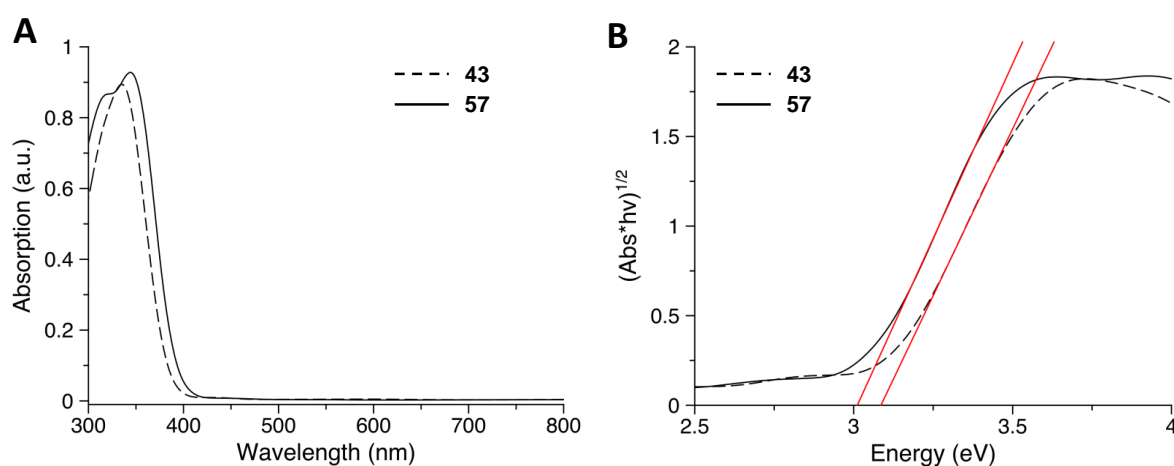 A
1
0.8
0.6
0.4
0.2
0
Absorption (a.u.)
300 400 500 600 700 800
Wavelength (nm)
43
57
B
2
1.5
1
0.5
0
(Abs*hv)1/2
2.5 3 3.5 4
Energy (eV)
43
57